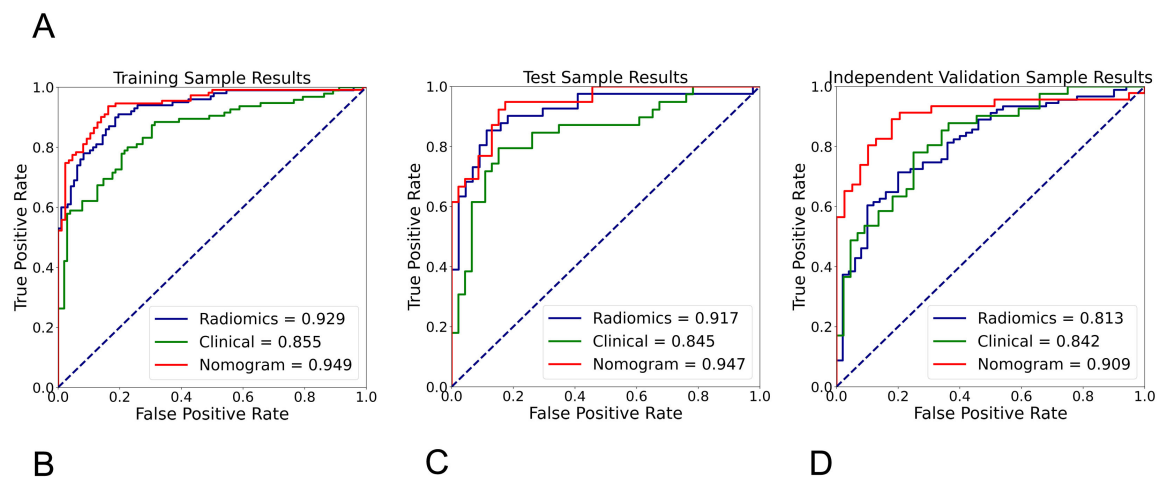 A
Training Sample Results
1.0
0.8
0.6
0.4
0.2
0.0
True Positive Rate
Radiomics = 0.929
Clinical = 0.855
Nomogram = 0.949
0.0 0.2 0.4 0.6 0.8 1.0
False Positive Rate
B
Test Sample Results
1.0
0.8
0.6
0.4
0.2
0.0
True Positive Rate
Radiomics = 0.917
Clinical = 0.845
Nomogram = 0.947
0.0 0.2 0.4 0.6 0.8 1.0
False Positive Rate
C
Independent Validation Sample Results
1.0
0.8
0.6
0.4
0.2
0.0
True Positive Rate
Radiomics = 0.813
Clinical = 0.842
Nomogram = 0.909
0.0 0.2 0.4 0.6 0.8 1.0
False Positive Rate
D